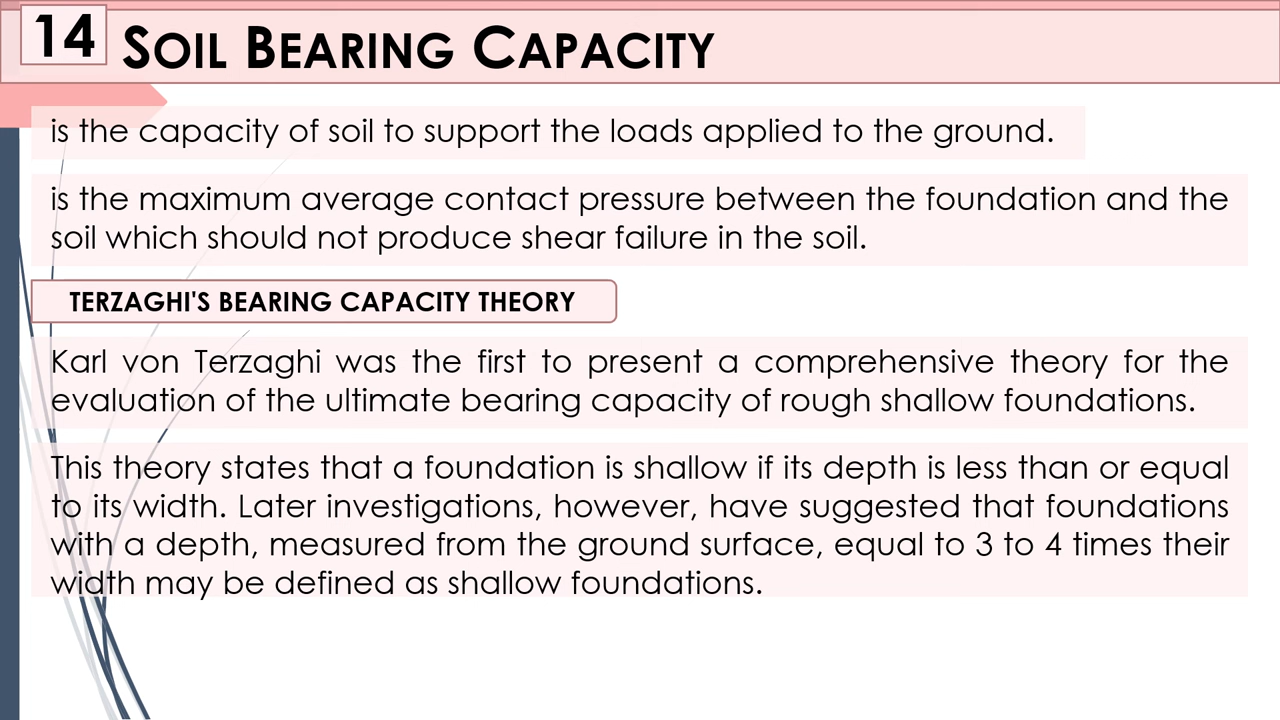 14
SOIL BEARING CAPACITY
is the capacity of soil to support the loads applied to the ground.
is the maximum average contact pressure between the foundation and the
soil which should not produce shear failure in the soil.
TERZAGHI'S BEARING CAPACITY THEORY
Karl von Terzaghi was the first to present a comprehensive theory for the
evaluation of the ultimate bearing capacity of rough shallow foundations.
This theory states that a foundation is shallow if its depth is less than or equal
to its width. Later investigations, however, have suggested that foundations
with a depth, measured from the ground surface, equal to 3 to 4 times their
width may be defined as shallow foundations.